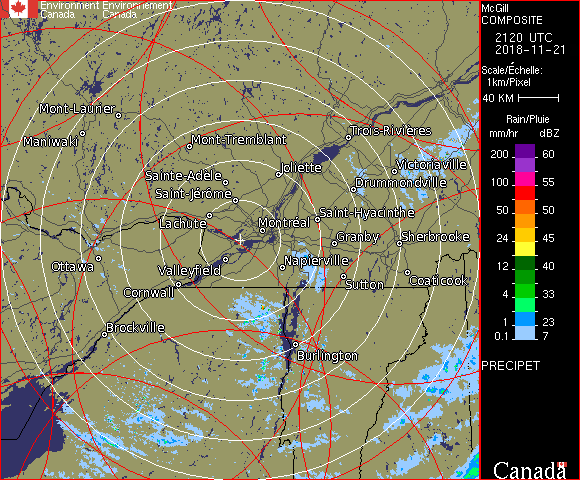 Environment Environnement
Canada Canada
McGill
COMPOSITE
2120 UTC
2018-11-21
Scale/Échelle:
1km/Pixel
40 KM
Rain/Pluie
mm/hr dBZ
200 60
155
100 55
50 50
24 45
12 40
4 33
1 23
0.1 7
PRECIPET
Canada
Mont-Laurier
Maniwaki
Mont-Tremblant
Trois-Rivières
Joliette
Victoriaville
Sainte-Adèle
Drummondville
Saint-Jérôme
Lachute
Saint-Hyacinthe
Montréal
Granby
Sherbrooke
Ottawa
Valleyfield
Napierville
Cornwall
Sutton
Coaticook
Brockville
Burlington